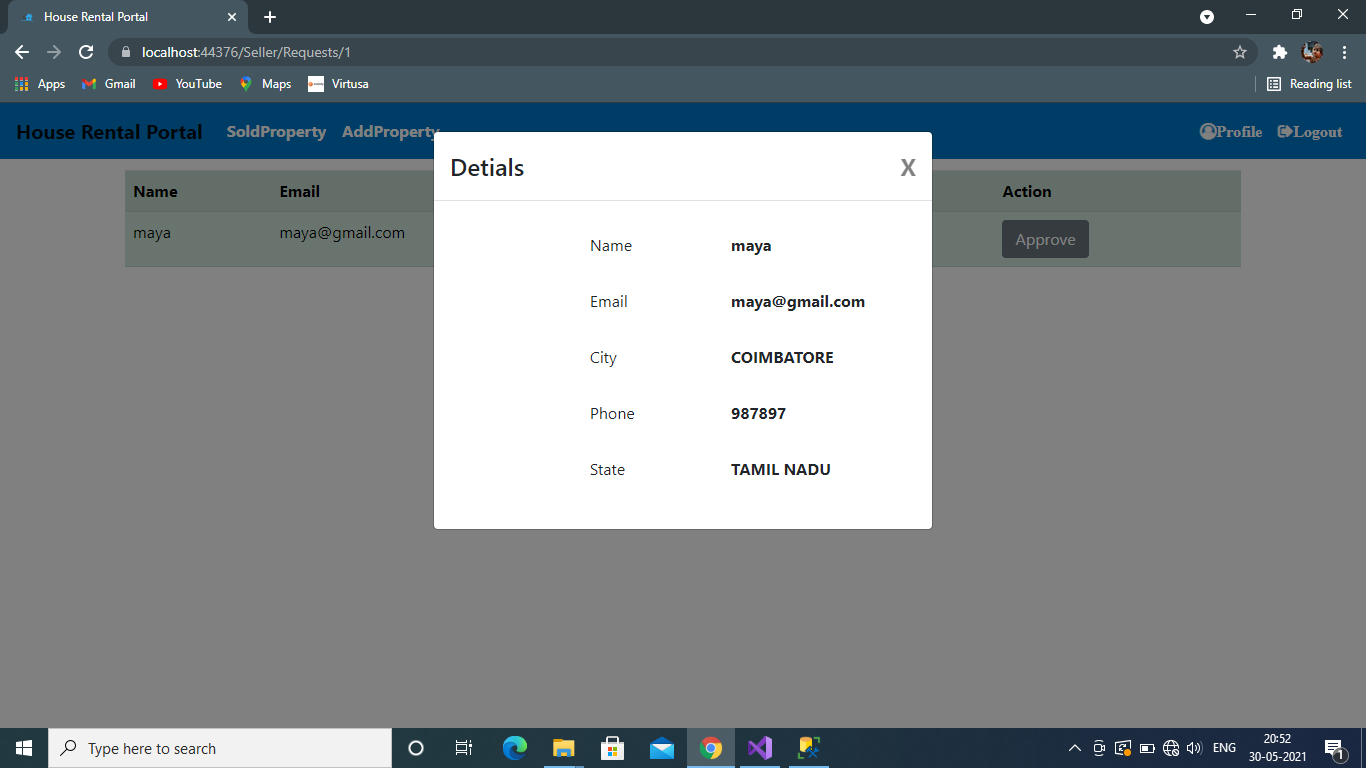 House Rental Portal
localhost:44376/Seller/Requests/1
Apps Gmail YouTube Maps Virtusa Reading list
House Rental Portal SoldProperty AddProperty Profile Logout
Detials X
Name Email Action
maya maya@gmail.com Approve
Name maya
Email maya@gmail.com
City COIMBATORE
Phone 987897
State TAMIL NADU
Type here to search
ENG
20:52
30-05-2021
1